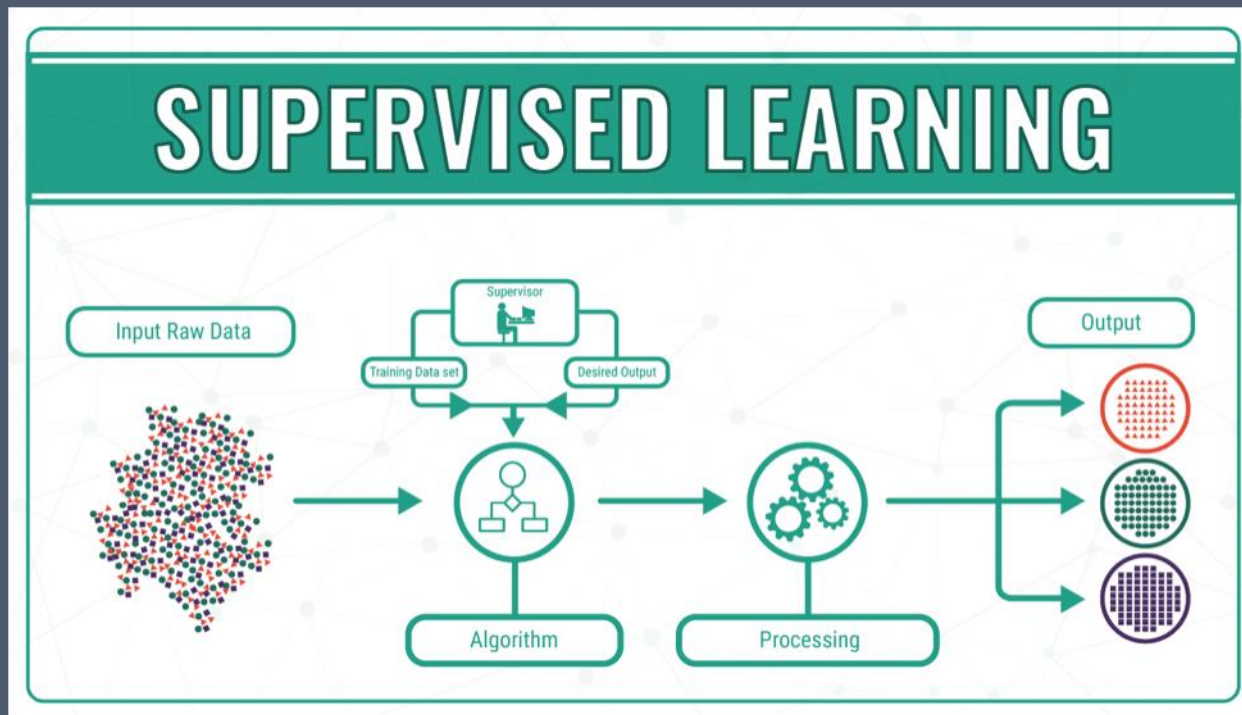 SUPERVISED LEARNING
Input Raw Data
Supervisor
Training Data set
Desired Output
Algorithm
Processing
Output